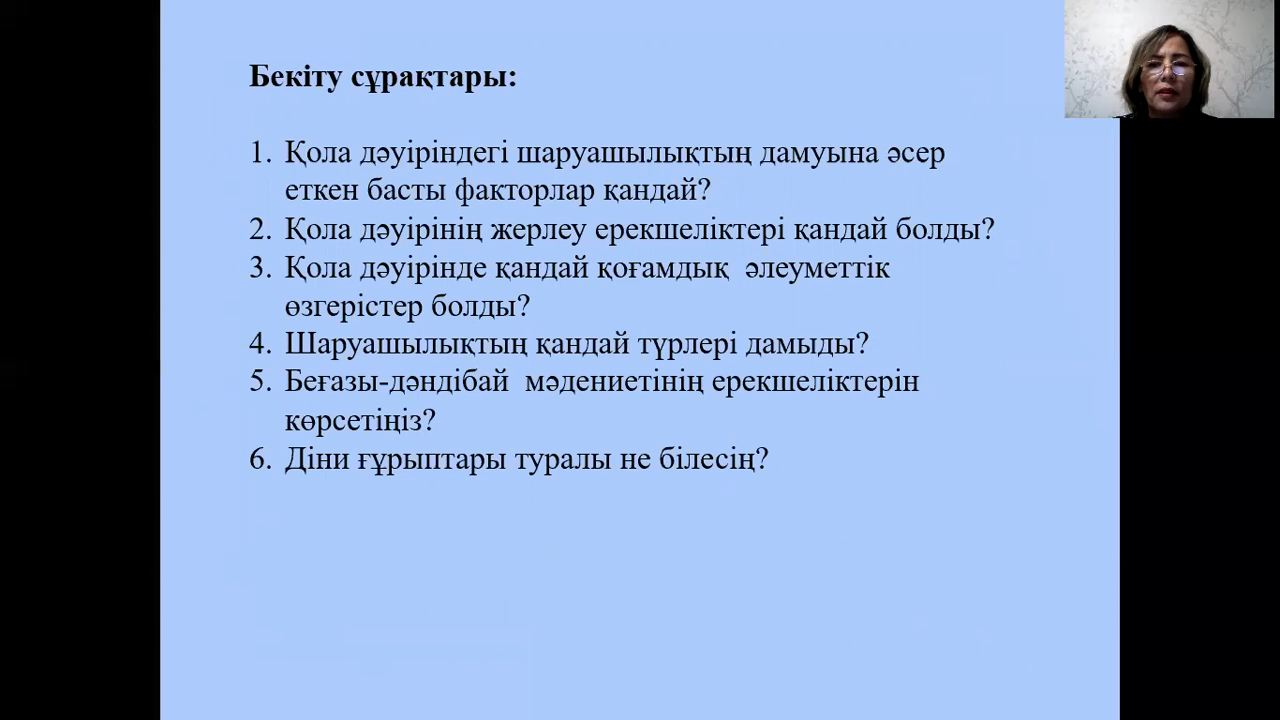 Бекіту сұрақтары:
1. Қола дәуіріндегі шаруашылықтың дамуына әсер
еткен басты факторлар қандай?
2. Қола дәуірінің жерлеу ерекшеліктері қандай болды?
3. Қола дәуірінде қандай қоғамдық  әлеуметтік
өзгерістер болды?
4. Шаруашылықтың қандай түрлері дамыды?
5. Беғазы-дәндібай  мәдениетінің ерекшеліктерін
көрсетіңіз?
6. Діни ғұрыптары туралы не білесің?